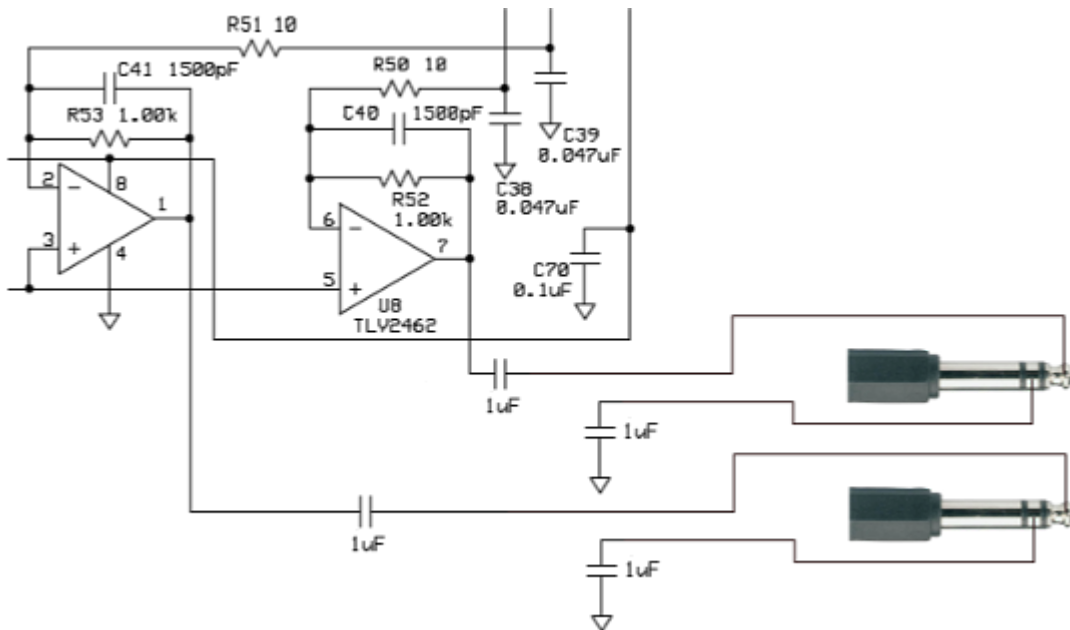 R51 10
C41 1500pF
R50 10
R53 1.00k
C40 1500pF
C39
0.047uF
2
8
R52
C38
1.00k
0.047uF
1
6
3
4
7
C70
5
0.1uF
U8
TLV2462
1uF
1uF
1uF
1uF